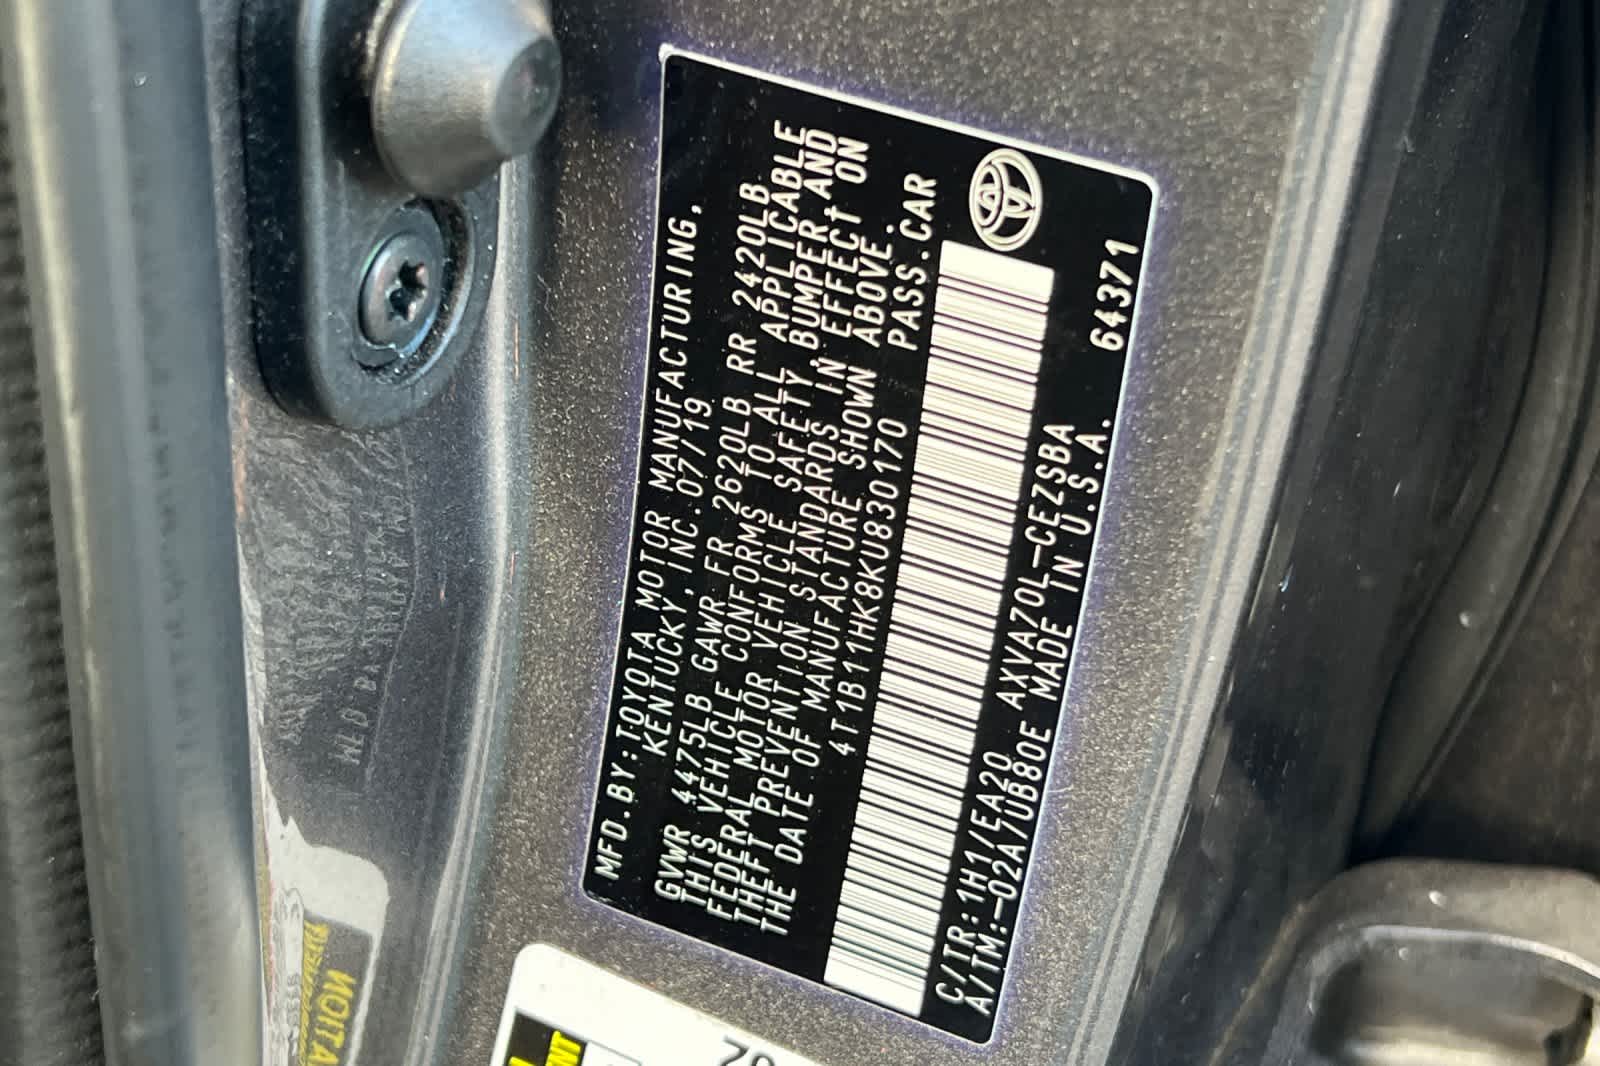 MFD.BY:TOYOTA MOTOR MANUFACTURING,
KENTUCKY,INC.07/19
GVWR 4475LB GAWR FR 2620LB RR 2420LB
THIS VEHICLE CONFORMS TO ALL APPLICABLE
FEDERAL MOTOR VEHICLE SAFETY,BUMPER,AND
THEFT PREVENTION STANDARDS IN EFFECT ON
THE DATE OF MANUFACTURE SHOWN ABOVE.
4T1B11HK8KU830170 PASS.CAR
C/TR:1H1/EA20 AXVA70L-CEZSBA
A/TM:-02A/UB80E MADE IN U.S.A. 64371